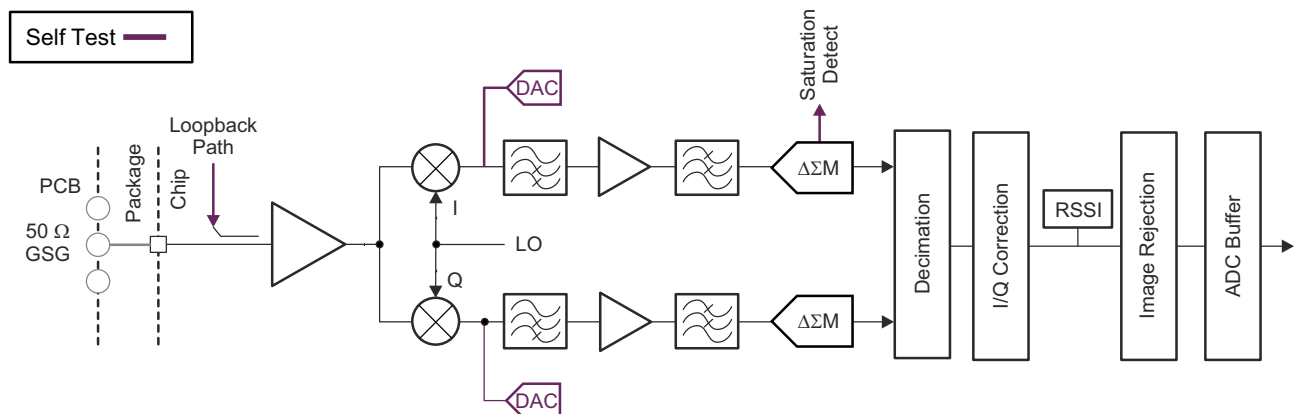 Self Test
DAC
Saturation
Detect
Loopback
Path
PCB
Package
Chip
50 Ω
GSG
I
LO
Q
ΔΣM
ΔΣM
DAC
Decimation
I/Q Correction
RSSI
Image Rejection
ADC Buffer